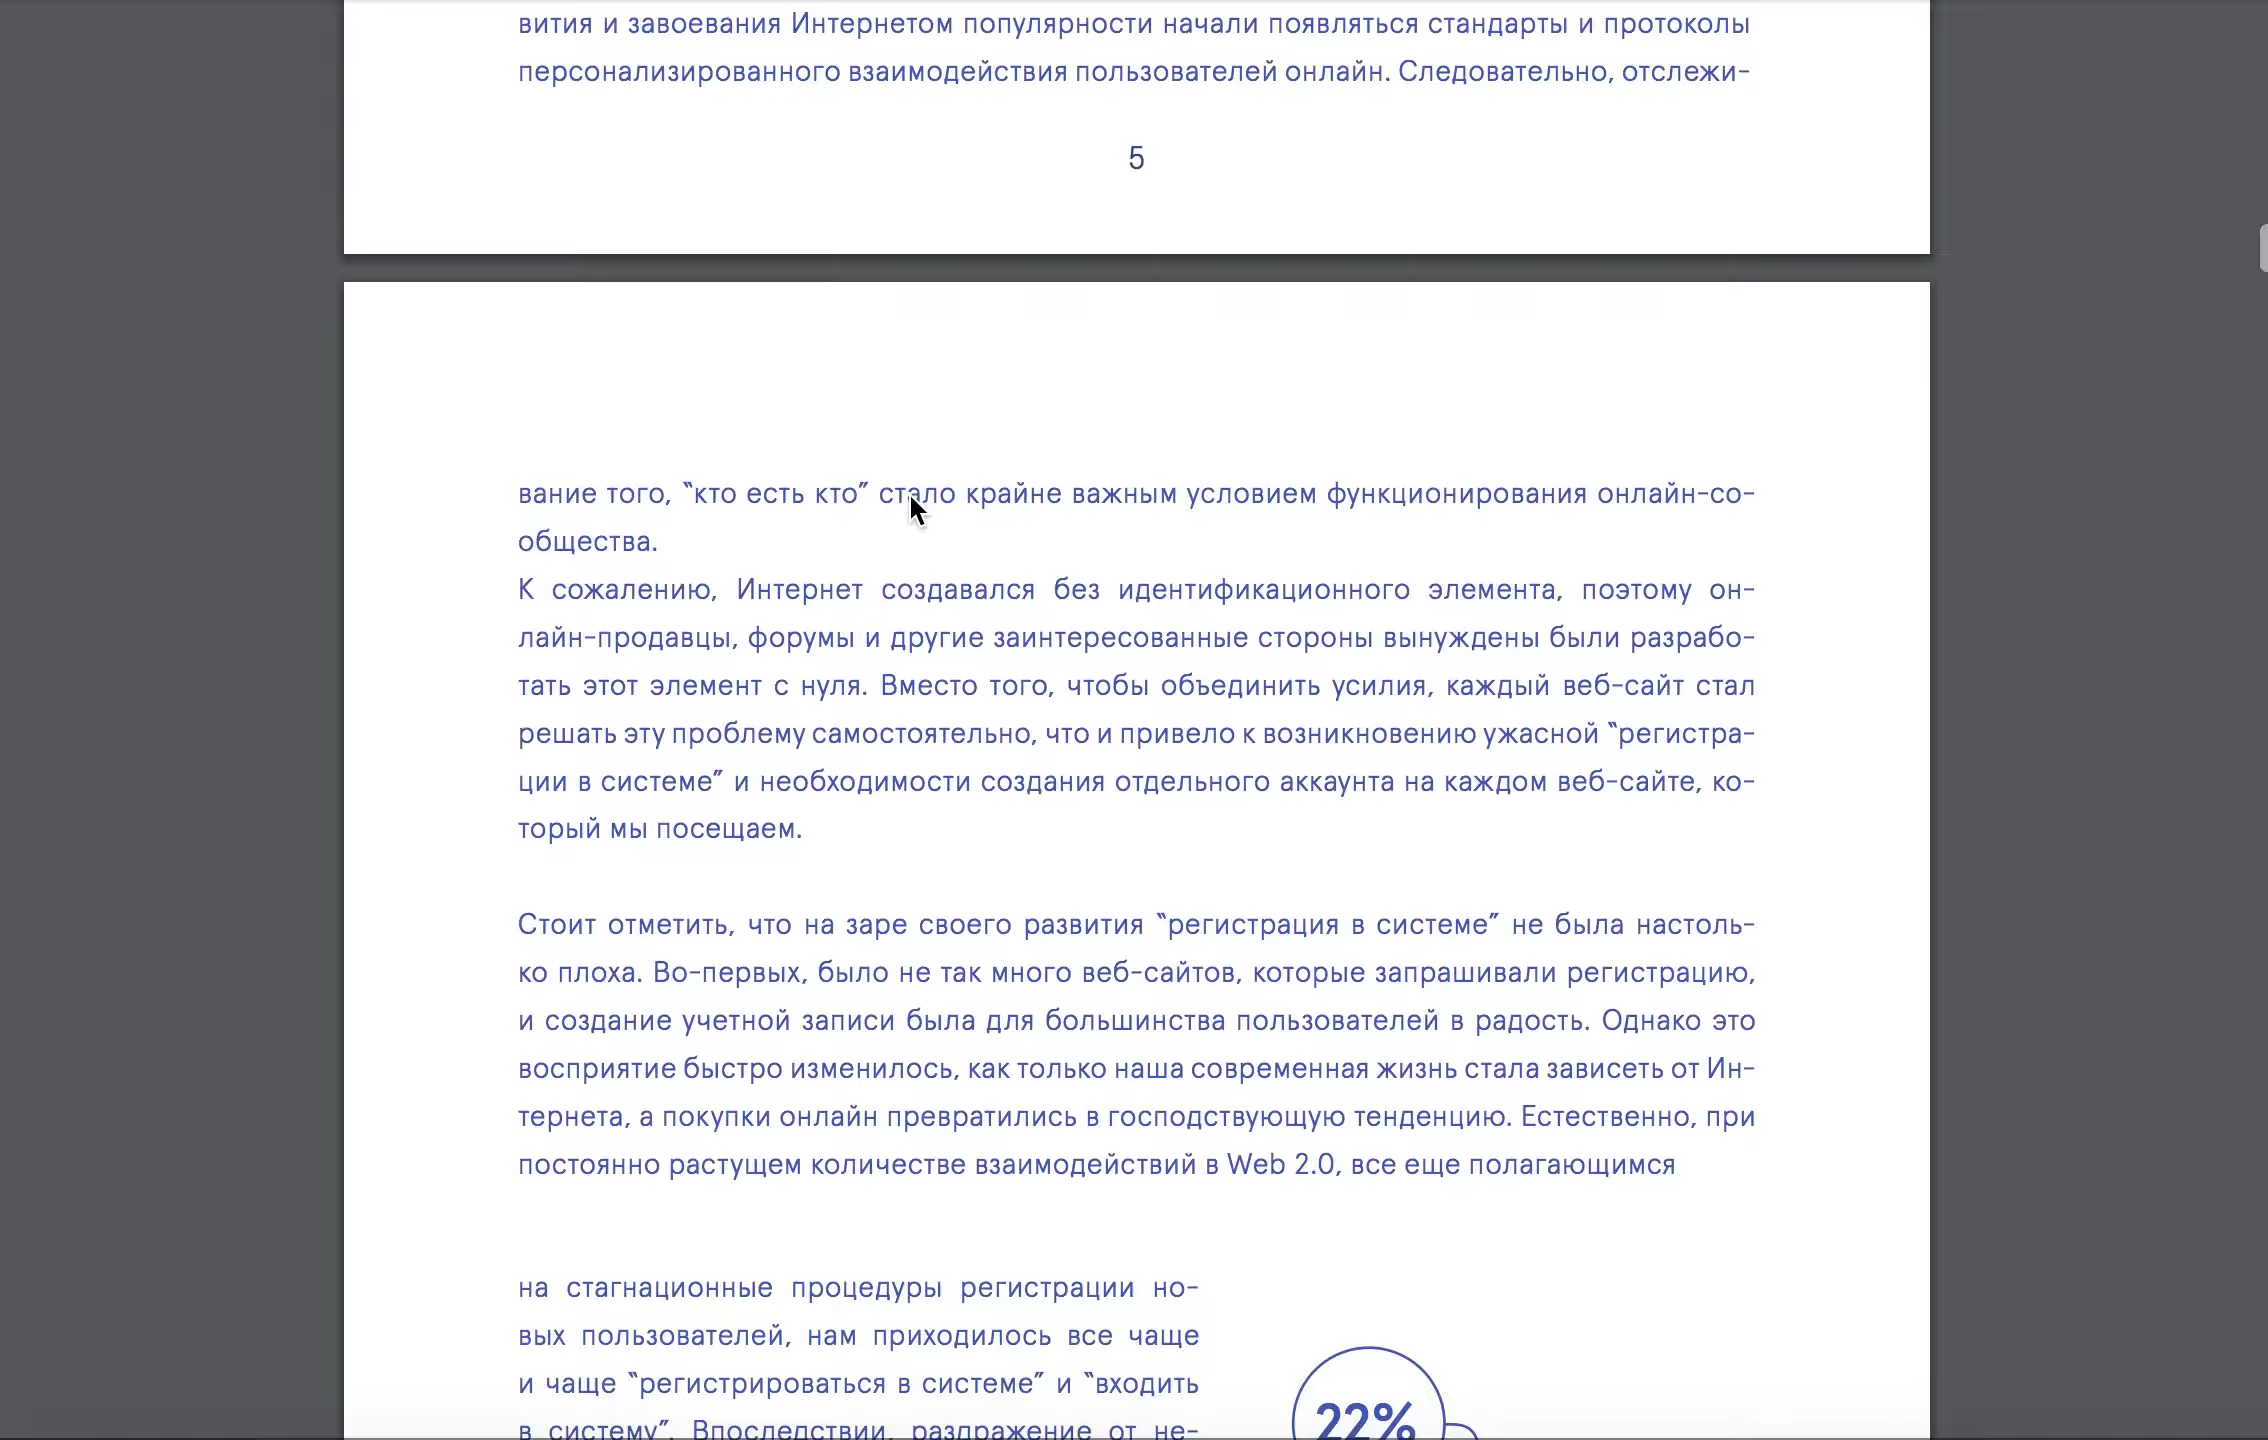 вития и завоевания Интернетом популярности начали появляться стандарты и протоколы
персонализированного взаимодействия пользователей онлайн. Следовательно, отслежи-
5
вание того, “кто есть кто” стало крайне важным условием функционирования онлайн-со-
общества.
К сожалению, Интернет создавался без идентификационного элемента, поэтому он-
лайн-продавцы, форумы и другие заинтересованные стороны вынуждены были разрабо-
тать этот элемент с нуля. Вместо того, чтобы объединить усилия, каждый веб-сайт стал
решать эту проблему самостоятельно, что и привело к возникновению ужасной “регистра-
ции в системе” и необходимости создания отдельного аккаунта на каждом веб-сайте, ко-
торый мы посещаем.
Стоит отметить, что на заре своего развития “регистрация в системе” не была настоль-
ко плоха. Во-первых, было не так много веб-сайтов, которые запрашивали регистрацию,
и создание учетной записи была для большинства пользователей в радость. Однако это
восприятие быстро изменилось, как только наша современная жизнь стала зависеть от Ин-
тернета, а покупки онлайн превратились в господствующую тенденцию. Естественно, при
постоянно растущем количестве взаимодействий в Web 2.0, все еще полагающимся
на стагнационные процедуры регистрации но-
вых пользователей, нам приходилось все чаще
и чаще “регистрироваться в системе” и “входить
в систему”. Впоследствии, раздражение от не-
22%